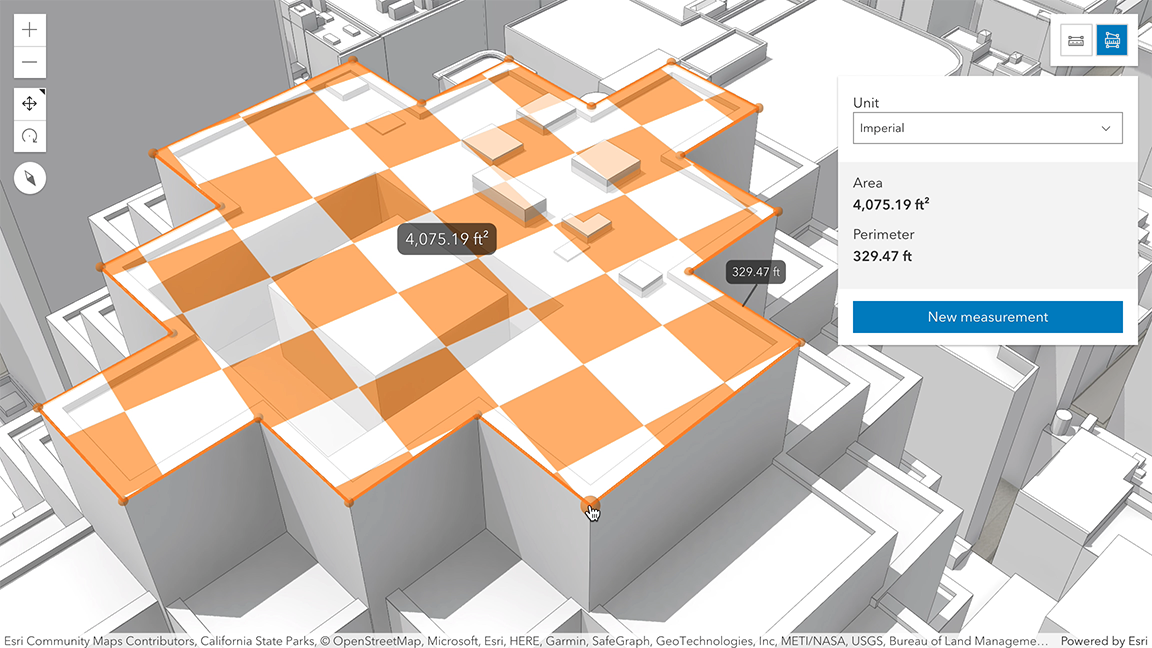 Unit
Imperial
Area
4,075.19 ft²
Perimeter
329.47 ft
New measurement
4,075.19 ft²
329.47 ft
Esri Community Maps Contributors, California State Parks, © OpenStreetMap, Microsoft, Esri, HERE, Garmin, SafeGraph, GeoTechnologies, Inc, METI/NASA, USGS, Bureau of Land Manageme… Powered by Esri